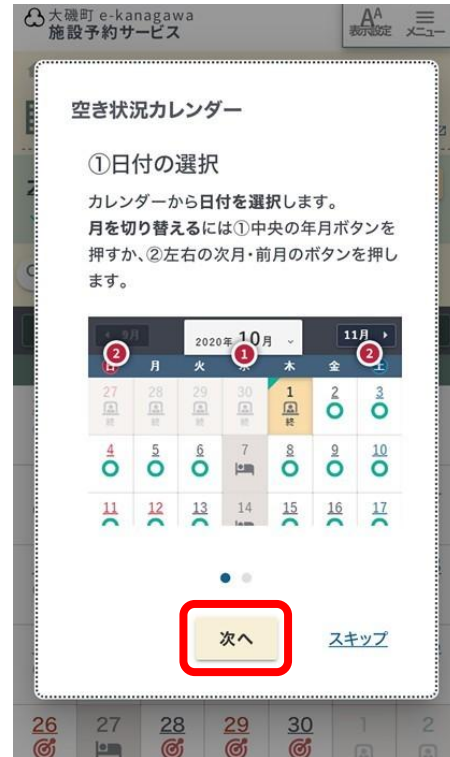 大磯町 e-kanagawa
施設予約サービス
AA
表示設定
メニュー
空き状況カレンダー
①日付の選択
カレンダーから日付を選択します。
月を切り替えるには①中央の年月ボタンを
押すか、②左右の次月・前月のボタンを押し
ます。
9月 2020年 10月 11月
2 1 2
月 火 木 金
27 28 29 30 1 2 3
終 終 終 終 終
4 5 6 7 8 9 10
11 12 13 14 15 16 17
次へ
スキップ
26 27 28 29 30 1 2